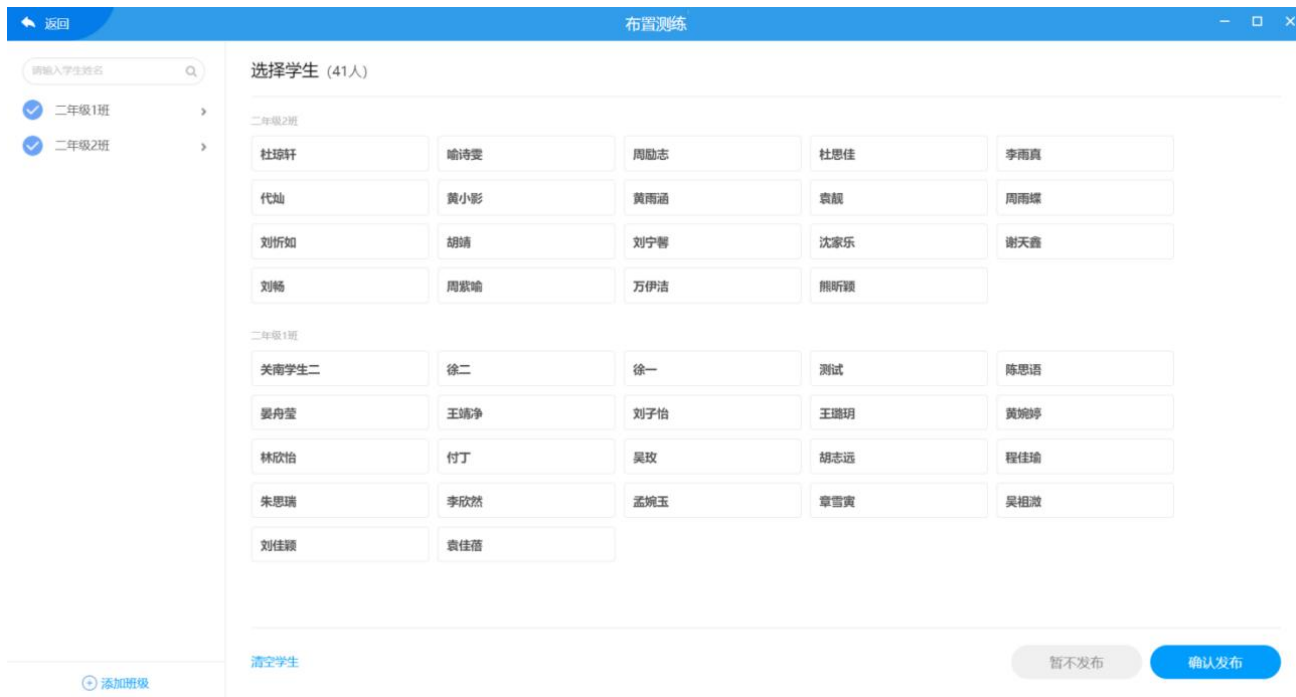 返回 布置测练
请输入学生姓名
二年级1班
二年级2班
添加班级
选择学生 (41人)
二年级2班
杜琼轩 喻诗雯 周励志 杜思佳 李雨真
代灿 黄小影 黄雨涵 袁靓 周雨蝶
刘忻如 胡靖 刘宁馨 沈家乐 谢天鑫
刘畅 周紫喻 万伊洁 熊昕颖
二年级1班
关南学生二 徐二 徐一 测试 陈思语
晏舟莹 王婧净 刘子怡 王璐玥 黄婉婷
林欣怡 付丁 吴玫 胡志远 程佳瑜
朱思瑞 李欣然 孟婉玉 章雪寅 吴祖溦
刘佳颖 袁佳蓓
清空学生 暂不发布 确认发布